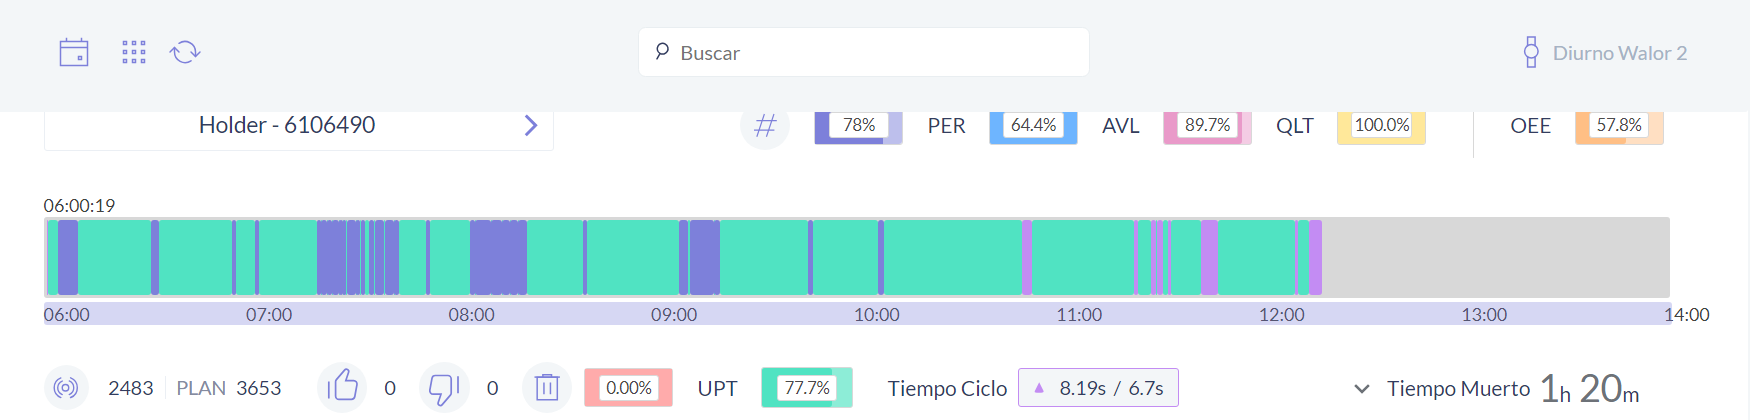 Buscar
Diurno Walor 2
Holder - 6106490
# 78% PER 64.4% AVL 89.7% QLT 100.0% OEE 57.8%
06:00:19
06:00 07:00 08:00 09:00 10:00 11:00 12:00 13:00 14:00
2483 PLAN 3653 0 0 0.00% UPT 77.7% Tiempo Ciclo 8.19s / 6.7s Tiempo Muerto 1h 20m